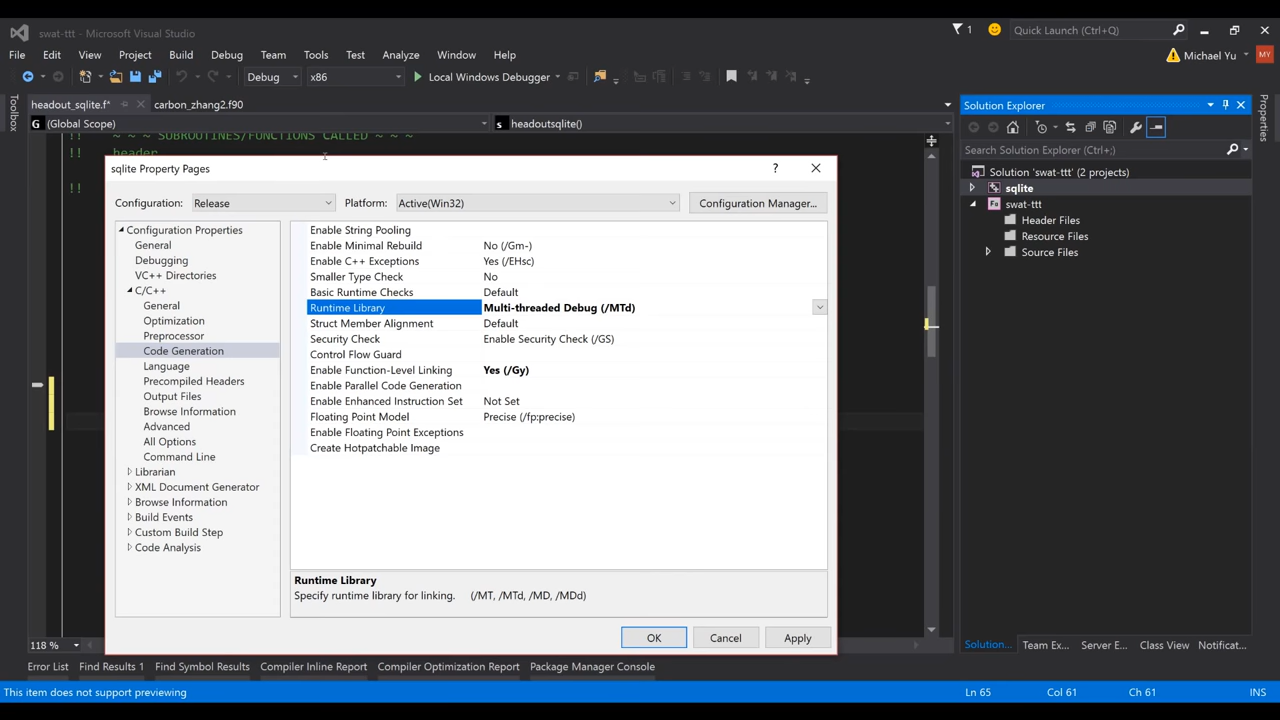 swat-ttt - Microsoft Visual Studio
1
Quick Launch (Ctrl+Q)
File Edit View Project Build Debug Team Tools Test Analyze Window Help
Michael Yu MY
Debug x86 Local Windows Debugger
Toolbox
headout_sqlite.f* carbon_zhang2.f90
G (Global Scope) s headoutsqlite()
!! ~ ~ ~ SUBROUTINES/FUNCTIONS CALLED ~ ~ ~
!! header
!!
sqlite Property Pages
?
Configuration: Release Platform: Active(Win32) Configuration Manager...
Configuration Properties
General
Debugging
VC++ Directories
C/C++
General
Optimization
Preprocessor
Code Generation
Language
Precompiled Headers
Output Files
Browse Information
Advanced
All Options
Command Line
Librarian
XML Document Generator
Browse Information
Build Events
Custom Build Step
Code Analysis
Enable String Pooling
Enable Minimal Rebuild No (/Gm-)
Enable C++ Exceptions Yes (/EHsc)
Smaller Type Check No
Basic Runtime Checks Default
Runtime Library Multi-threaded Debug (/MTd)
Struct Member Alignment Default
Security Check Enable Security Check (/GS)
Control Flow Guard
Enable Function-Level Linking Yes (/Gy)
Enable Parallel Code Generation
Enable Enhanced Instruction Set Not Set
Floating Point Model Precise (/fp:precise)
Enable Floating Point Exceptions
Create Hotpatchable Image
Runtime Library
Specify runtime library for linking. (/MT, /MTd, /MD, /MDd)
OK Cancel Apply
Solution Explorer
Search Solution Explorer (Ctrl+;)
Solution 'swat-ttt' (2 projects)
sqlite
Fo swat-ttt
Header Files
Resource Files
Source Files
Properties
118 %
Solution... Team Ex... Server E... Class View Notificat...
Error List Find Results 1 Find Symbol Results Compiler Inline Report Compiler Optimization Report Package Manager Console
This item does not support previewing Ln 65 Col 61 Ch 61 INS